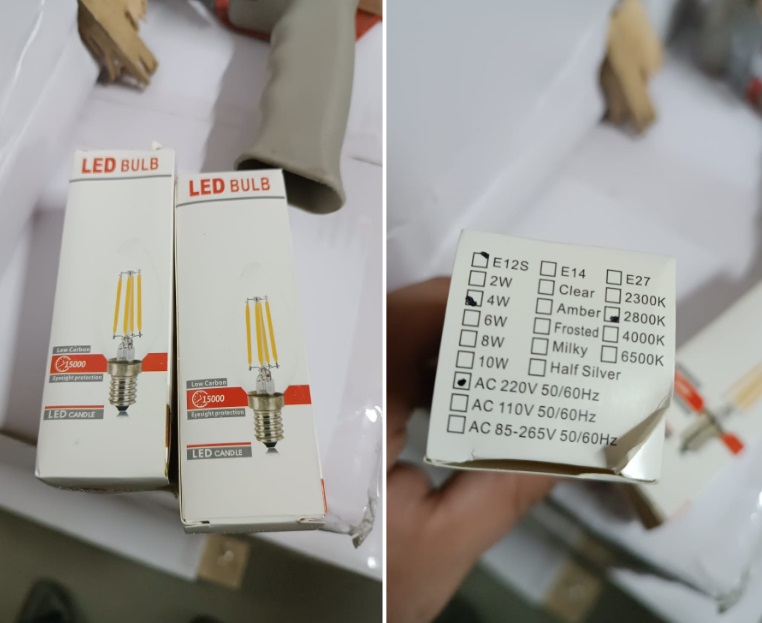 LED BULB
Low Carbon
15000
Eyesight protection
LED CANDLE
LED BULB
Low Carbon
15000
Eyesight protection
LED CANDLE
E12S E14 E27
2W Clear 2300K
4W Amber 2800K
6W Frosted 4000K
8W Milky 6500K
10W Half Silver
AC 220V 50/60Hz
AC 110V 50/60Hz
AC 85-265V 50/60Hz